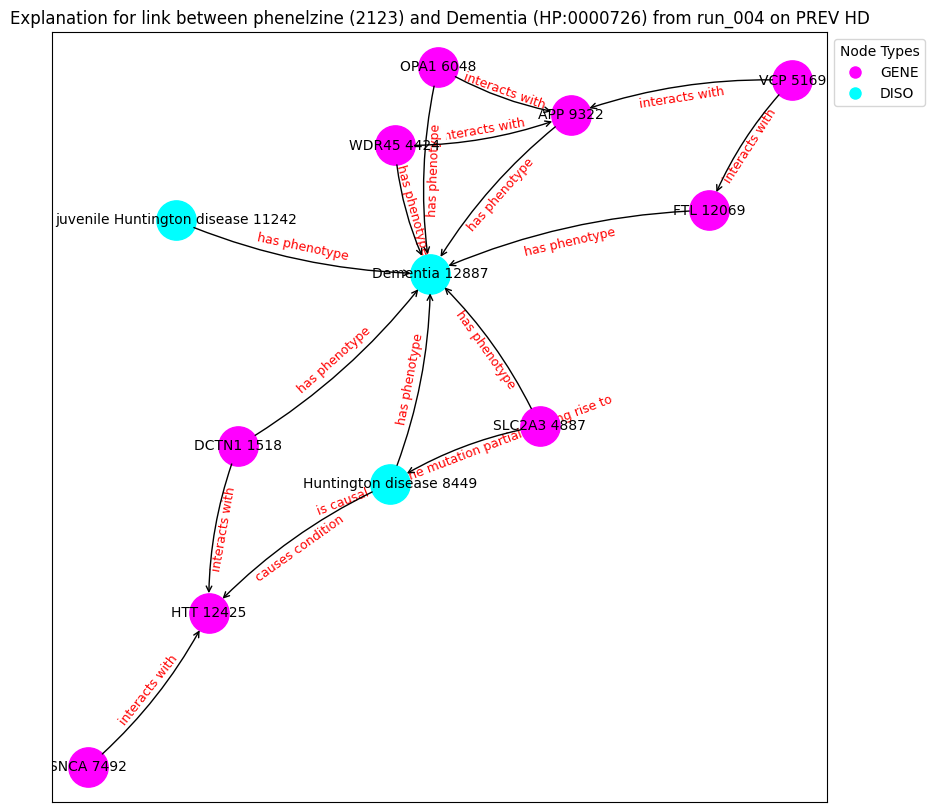 Explanation for link between phenelzine (2123) and Dementia (HP:0000726) from run_004 on PREV HD
Node Types
GENE
DISO
OPA1 6048
VCP 5169
interacts with
interacts with
APP 9322
interacts with
WDR45 4424
interacts with
has phenotype
has phenotype
has phenotype
FTL 12069
juvenile Huntington disease 11242
has phenotype
has phenotype
Dementia 12887
has phenotype
has phenotype
has phenotype
SLC2A3 4887
DCTN1 1518
is causal
mutation partial
rise to
Huntington disease 8449
interacts with
causes condition
HTT 12425
interacts with
SNCA 7492